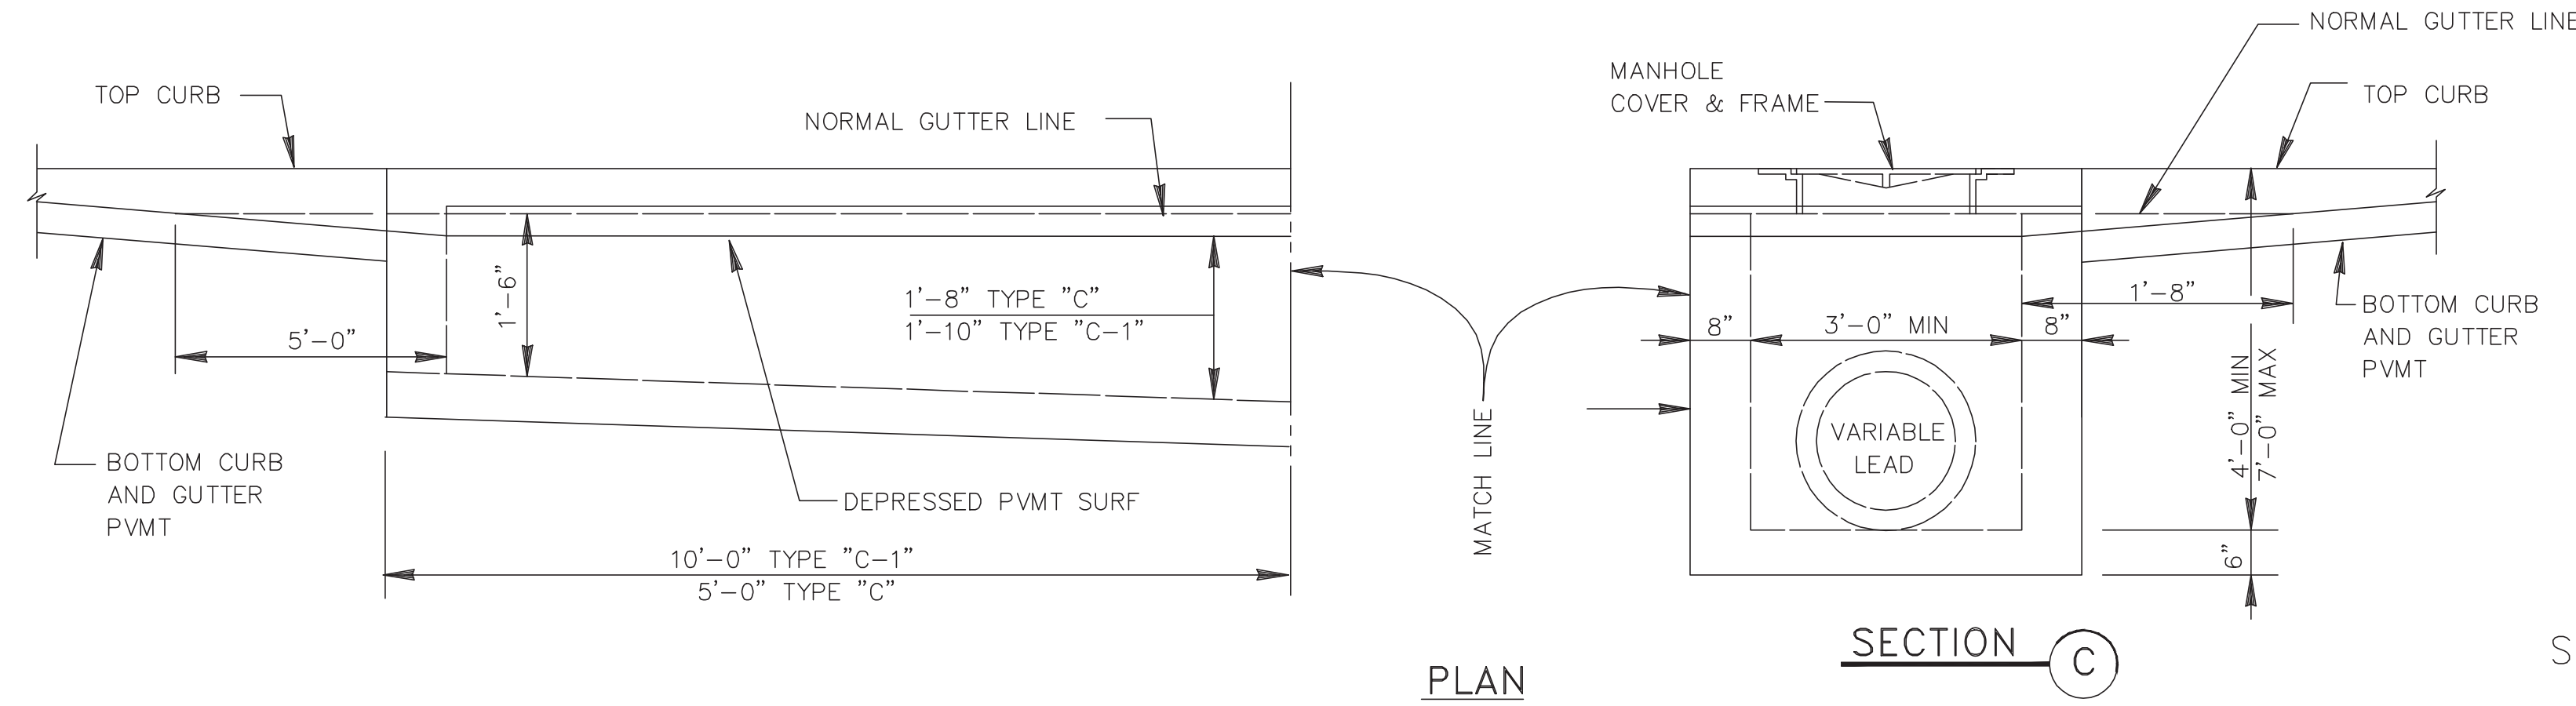 TOP CURB
NORMAL GUTTER LINE
1'-6"
1'-8" TYPE "C"
1'-10" TYPE "C-1"
5'-0"
BOTTOM CURB
AND GUTTER
PVMT
DEPRESSED PVMT SURF
10'-0" TYPE "C-1"
5'-0" TYPE "C"
MATCH LINE
PLAN
MANHOLE
COVER & FRAME
NORMAL GUTTER LINE
TOP CURB
8"
3'-0" MIN
8"
1'-8"
VARIABLE
LEAD
BOTTOM CURB
AND GUTTER
PVMT
4'-0" MIN
7'-0" MAX
6"
SECTION C
S